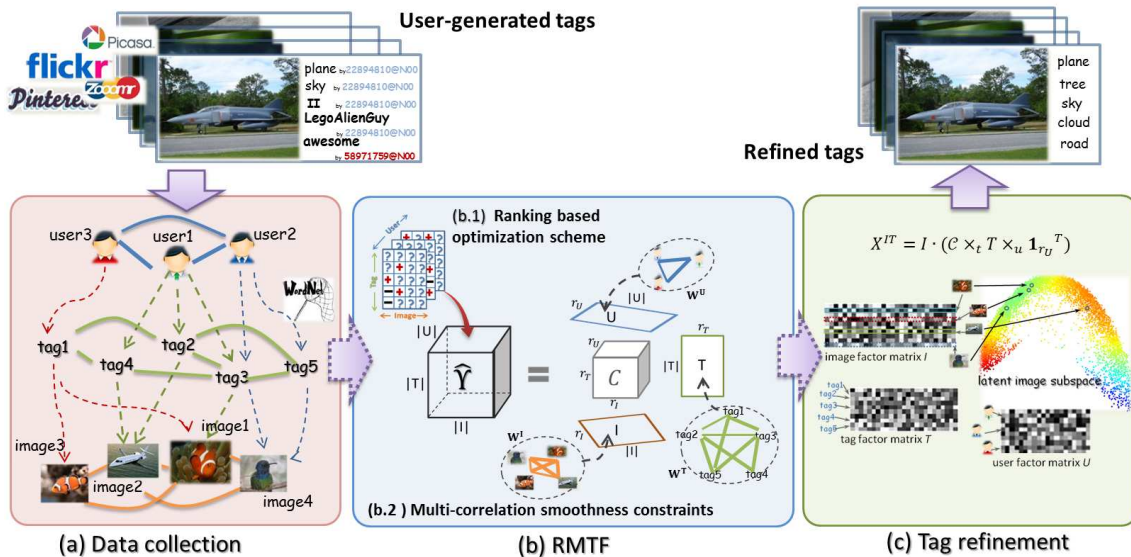 User-generated tags
Picasa
flickr
Zooomr
Pinterest
plane by 22894810@N00
sky by 22894810@N00
II by 22894810@N00
LegoAlienGuy
by 22894810@N00
awesome
by 58971759@N00
Refined tags
plane
tree
sky
cloud
road
user3
user1
user2
WordNet
tag1
tag2
tag4
tag3
tag5
image3
image1
image2
image4
(a) Data collection
(b.1) Ranking based
optimization scheme
User
Tag
Image
|U|
|T|
|I|
Ŷ
=
r_U
|U|
U
W^U
r_U
r_T
C
r_I
r_T
|T|
T
r_I
I
|I|
W^I
tag1
tag2
tag3
tag5
tag4
W^T
(b.2 ) Multi-correlation smoothness constraints
(b) RMTF
X^{IT} = I · (C ×_t T ×_u 1_{r_U}^T)
image factor matrix I
latent image subspace
tag1
tag2
tag3
tag4
tag5
tag factor matrix T
user factor matrix U
(c) Tag refinement